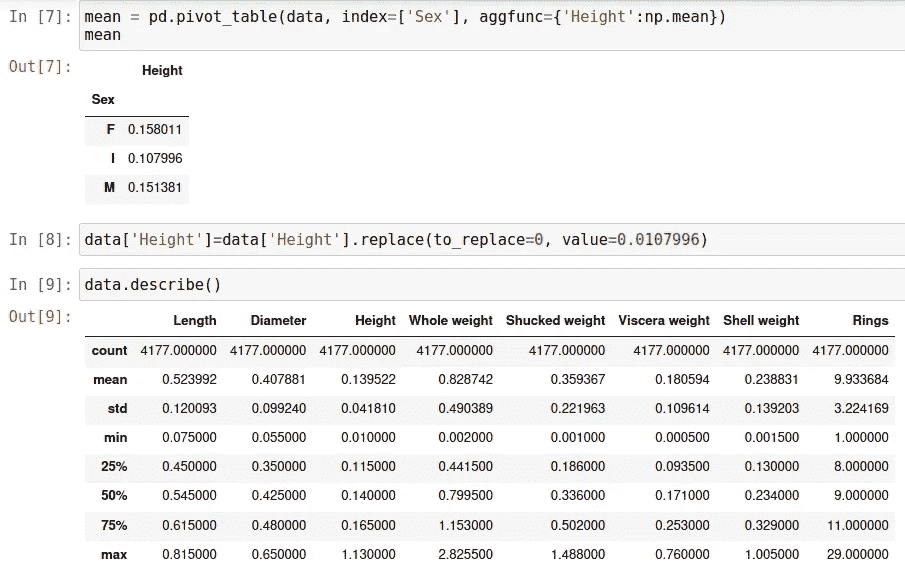 In [7]: mean = pd.pivot_table(data, index=['Sex'], aggfunc={'Height':np.mean})
mean
Out[7]:
Height
Sex
F 0.158011
I 0.107996
M 0.151381
In [8]: data['Height']=data['Height'].replace(to_replace=0, value=0.0107996)
In [9]: data.describe()
Out[9]:
Length Diameter Height Whole weight Shucked weight Viscera weight Shell weight Rings
count 4177.000000 4177.000000 4177.000000 4177.000000 4177.000000 4177.000000 4177.000000 4177.000000
mean 0.523992 0.407881 0.139522 0.828742 0.359367 0.180594 0.238831 9.933684
std 0.120093 0.099240 0.041810 0.490389 0.221963 0.109614 0.139203 3.224169
min 0.075000 0.055000 0.010000 0.002000 0.001000 0.000500 0.001500 1.000000
25% 0.450000 0.350000 0.115000 0.441500 0.186000 0.093500 0.130000 8.000000
50% 0.545000 0.425000 0.140000 0.799500 0.336000 0.171000 0.234000 9.000000
75% 0.615000 0.480000 0.165000 1.153000 0.502000 0.253000 0.329000 11.000000
max 0.815000 0.650000 1.130000 2.825500 1.488000 0.760000 1.005000 29.000000